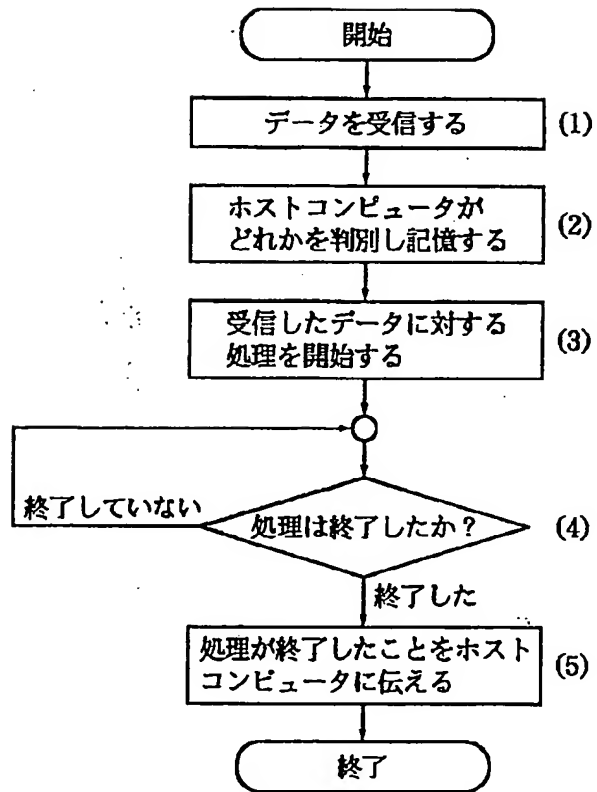 開始
データを受信する
(1)
ホストコンピュータが
どれかを判別し記憶する
(2)
受信したデータに対する
処理を開始する
(3)
終了していない
処理は終了したか？
(4)
終了した
処理が終了したことをホスト
コンピュータに伝える
(5)
終了